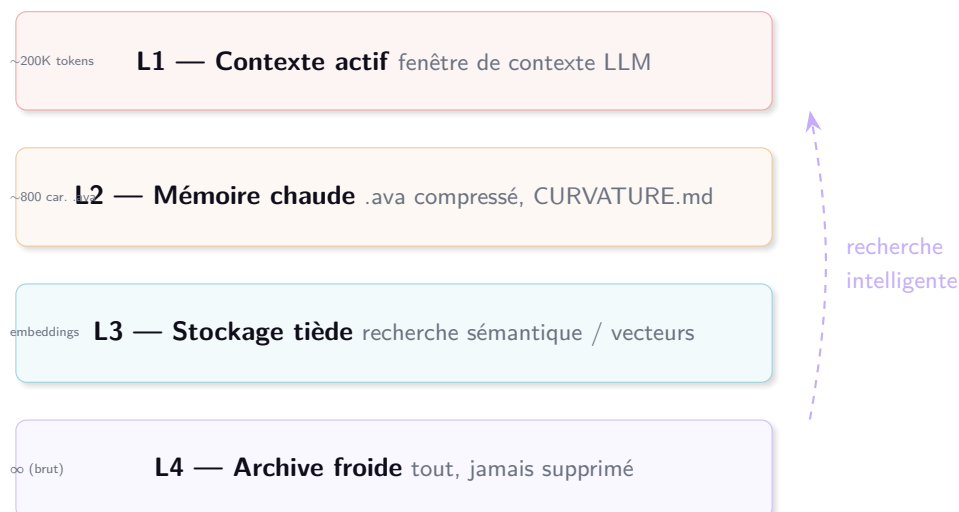 ~200K tokens L1 — Contexte actif fenêtre de contexte LLM
~800 car. .ava L2 — Mémoire chaude .ava compressé, CURVATURE.md
recherche
intelligente
embeddings L3 — Stockage tiède recherche sémantique / vecteurs
∞ (brut) L4 — Archive froide tout, jamais supprimé